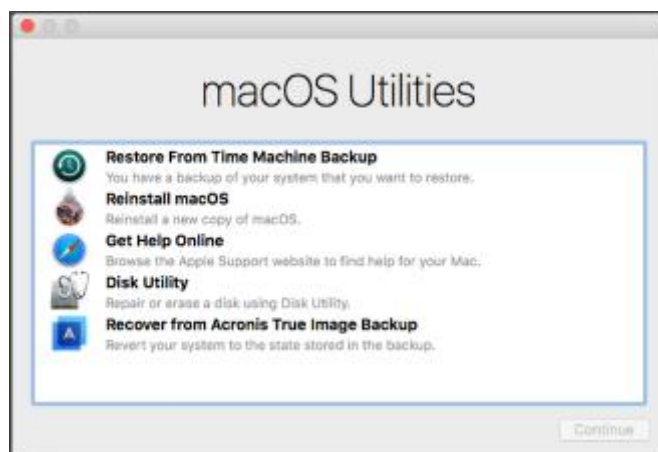 macOS Utilities
Restore From Time Machine Backup
You have a backup of your system that you want to restore.
Reinstall macOS
Reinstall a new copy of macOS.
Get Help Online
Browse the Apple Support website to find help for your Mac.
Disk Utility
Repair or erase a disk using Disk Utility.
A
Recover from Acronis True Image Backup
Revert your system to the state stored in the backup.
Continue